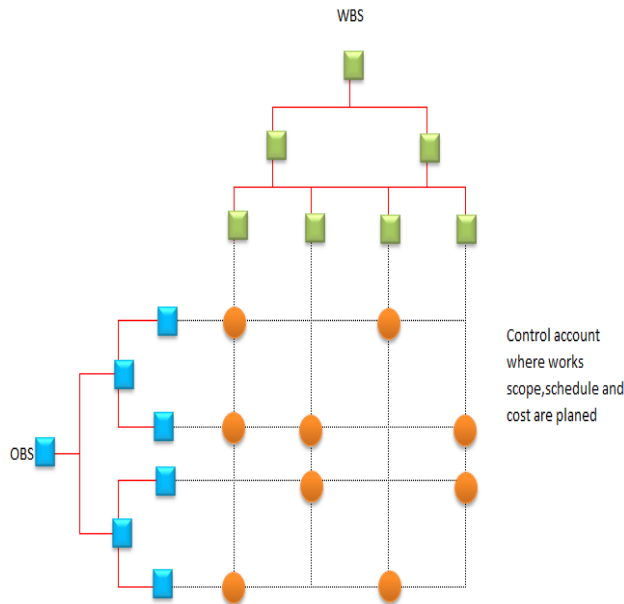 WBS
Control account
where works
scope,schedule and
cost are planed
OBS